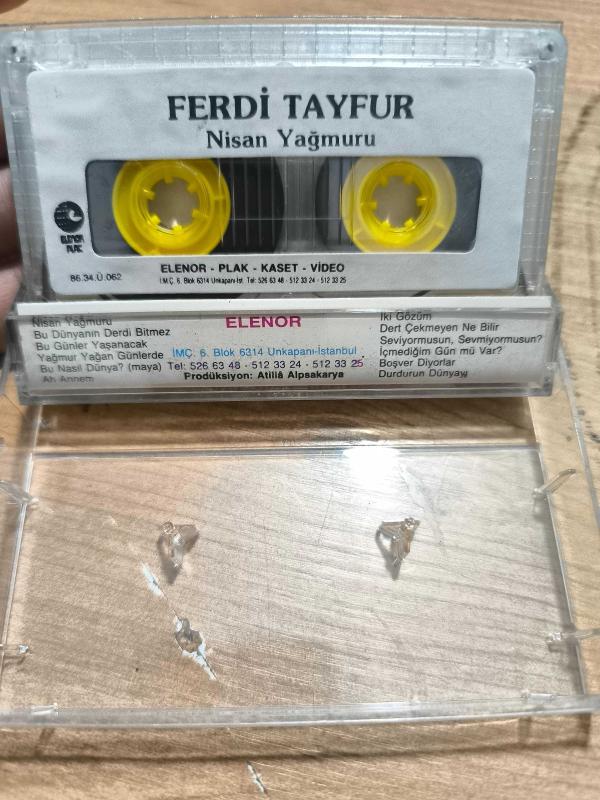 FERDİ TAYFUR
Nisan Yağmuru
ELENOR
PLAK
86.34.Ü.062
ELENOR - PLAK - KASET - VİDEO
İ.M.Ç. 6. Blok 6314 Unkapanı-İst. Tel: 526 63 48 - 512 33 24 - 512 33 25
Nisan Yağmuru
Bu Dünyanın Derdi Bitmez
Bu Günler Yaşanacak
Yağmur Yağan Günlerde
Bu Nasıl Dünya? (maya)
Ah Annem
ELENOR
İMÇ. 6. Blok 6314 Unkapanı-İstanbul
Tel: 526 63 48 - 512 33 24 - 512 33 25
Prodüksiyon: Atillâ Alpsakarya
İki Gözüm
Dert Çekmeyen Ne Bilir
Seviyormusun, Sevmiyormusun?
İçmediğim Gün mü Var?
Boşver Diyorlar
Durdurun Dünyayı